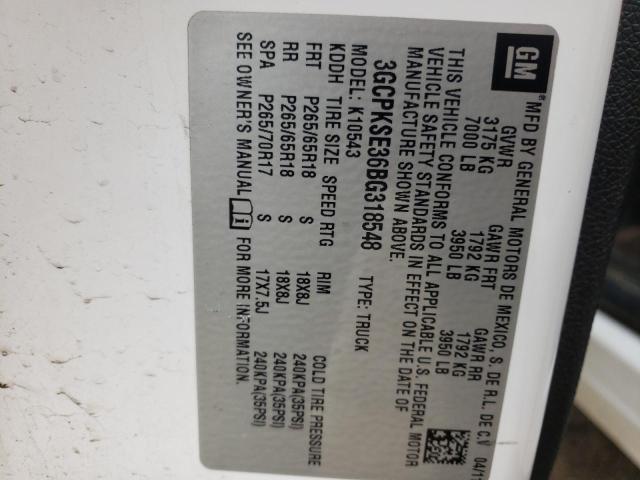 GM
®MFD BY GENERAL MOTORS DE MEXICO, S. DE R.L. DE C.V 04/11
GVWR GAWR FRT GAWR RR
3175 KG 1792 KG 1792 KG
7000 LB 3950 LB 3950 LB
THIS VEHICLE CONFORMS TO ALL APPLICABLE U.S. FEDERAL MOTOR
VEHICLE SAFETY STANDARDS IN EFFECT ON THE DATE OF
MANUFACTURE SHOWN ABOVE.
3GCPKSE36BG318548 TYPE: TRUCK
MODEL: K10543
KDDH TIRE SIZE SPEED RTG RIM COLD TIRE PRESSURE
FRT P265/65R18 S 18X8J 240KPA(35PSI)
RR P265/65R18 S 18X8J 240KPA(35PSI)
SPA P265/70R17 S 17X7.5J 240KPA(35PSI)
SEE OWNER'S MANUAL i FOR MORE INFORMATION.